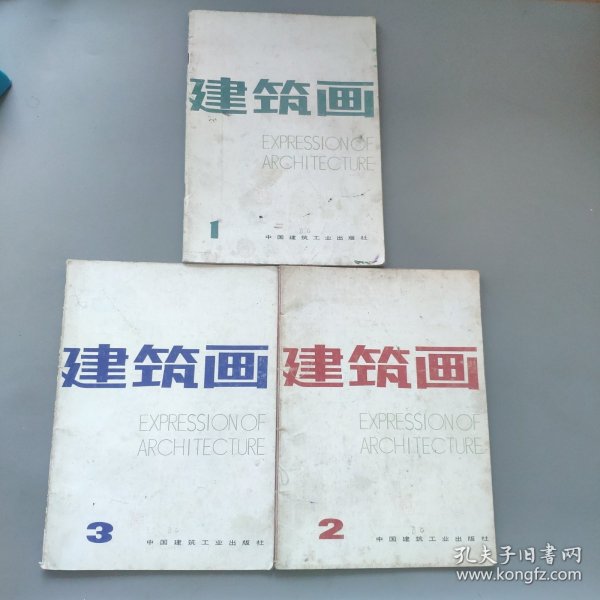 建筑画
EXPRESSION OF
ARCHITECTURE
1
中国建筑工业出版社
建筑画
EXPRESSION OF
ARCHITECTURE
3
中国建筑工业出版社
建筑画
EXPRESSION OF
ARCHITECTURE
2
中国建筑工业出版社
孔夫子旧书网
www.kongfz.com